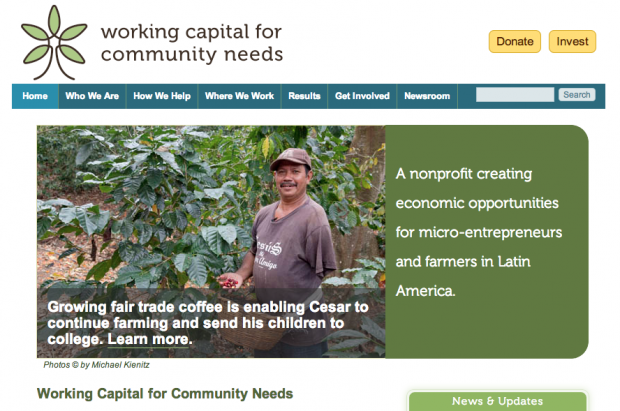 working capital for
community needs
Donate
Invest
Home
Who We Are
How We Help
Where We Work
Results
Get Involved
Newsroom
Search
A nonprofit creating
economic opportunities
for micro-entrepreneurs
and farmers in Latin
America.
Growing fair trade coffee is enabling Cesar to
continue farming and send his children to
college. Learn more.
Photos © by Michael Kienitz
Working Capital for Community Needs
News & Updates